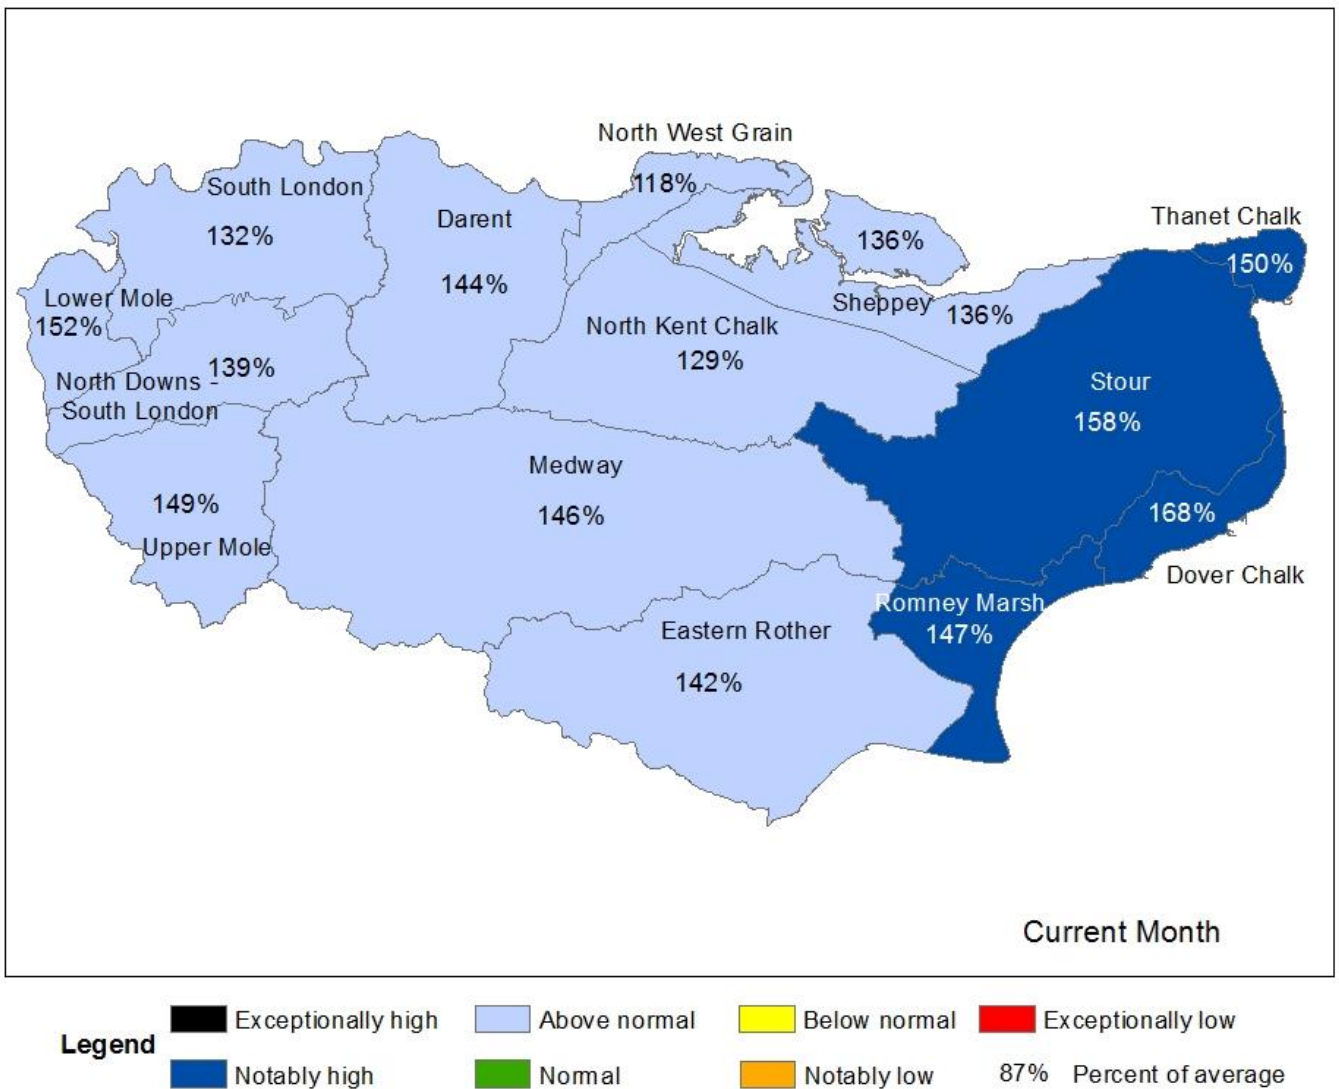 North West Grain
118%
South London
132%
Darent
144%
Thanet Chalk
150%
136%
Lower Mole
152%
Sheppey
136%
North Kent Chalk
129%
139%
North Downs -
South London
Stour
158%
Medway
146%
149%
Upper Mole
168%
Dover Chalk
Romney Marsh
147%
Eastern Rother
142%
Current Month
Legend
Exceptionally high
Above normal
Below normal
Exceptionally low
Notably high
Normal
Notably low
87% Percent of average